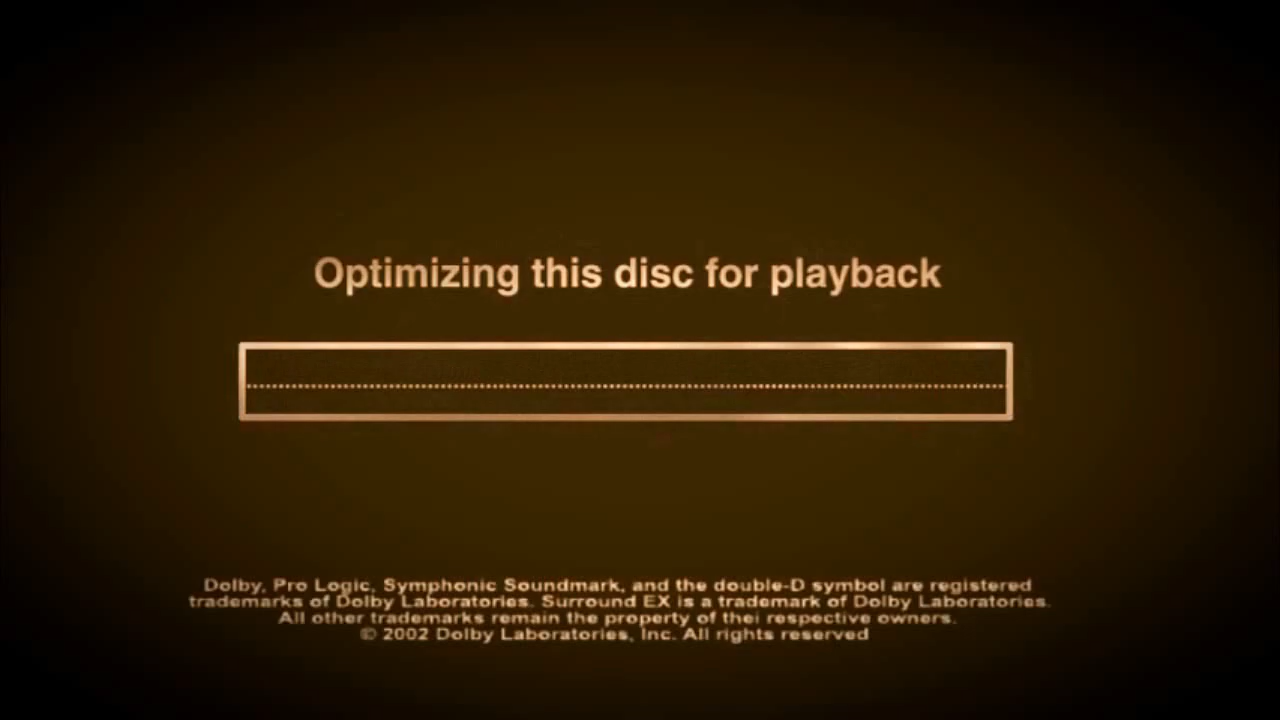 Optimizing this disc for playback
Dolby, Pro Logic, Symphonic Soundmark, and the double-D symbol are registered
trademarks of Dolby Laboratories. Surround EX is a trademark of Dolby Laboratories.
All other trademarks remain the property of thei respective owners.
© 2002 Dolby Laboratories, Inc. All rights reserved